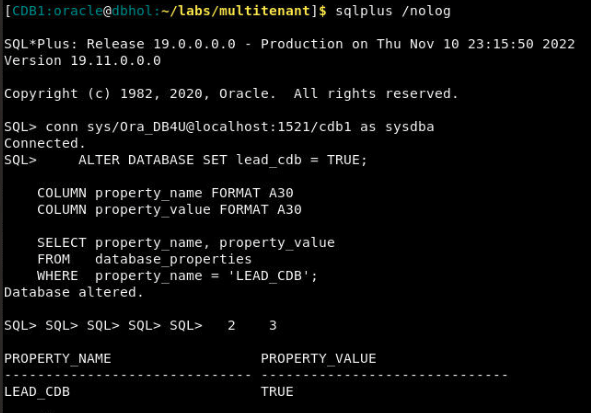 [CDB1:oracle@dbhol:~/labs/multitenant]$ sqlplus /nolog
SQL*Plus: Release 19.0.0.0.0 - Production on Thu Nov 10 23:15:50 2022
Version 19.11.0.0.0
Copyright (c) 1982, 2020, Oracle.  All rights reserved.
SQL> conn sys/Ora_DB4U@localhost:1521/cdb1 as sysdba
Connected.
SQL>     ALTER DATABASE SET lead_cdb = TRUE;
    COLUMN property_name FORMAT A30
    COLUMN property_value FORMAT A30
    SELECT property_name, property_value
    FROM   database_properties
    WHERE  property_name = 'LEAD_CDB';
Database altered.
SQL> SQL> SQL> SQL> SQL>   2    3
PROPERTY_NAME                  PROPERTY_VALUE
------------------------------ ------------------------------
LEAD_CDB                       TRUE